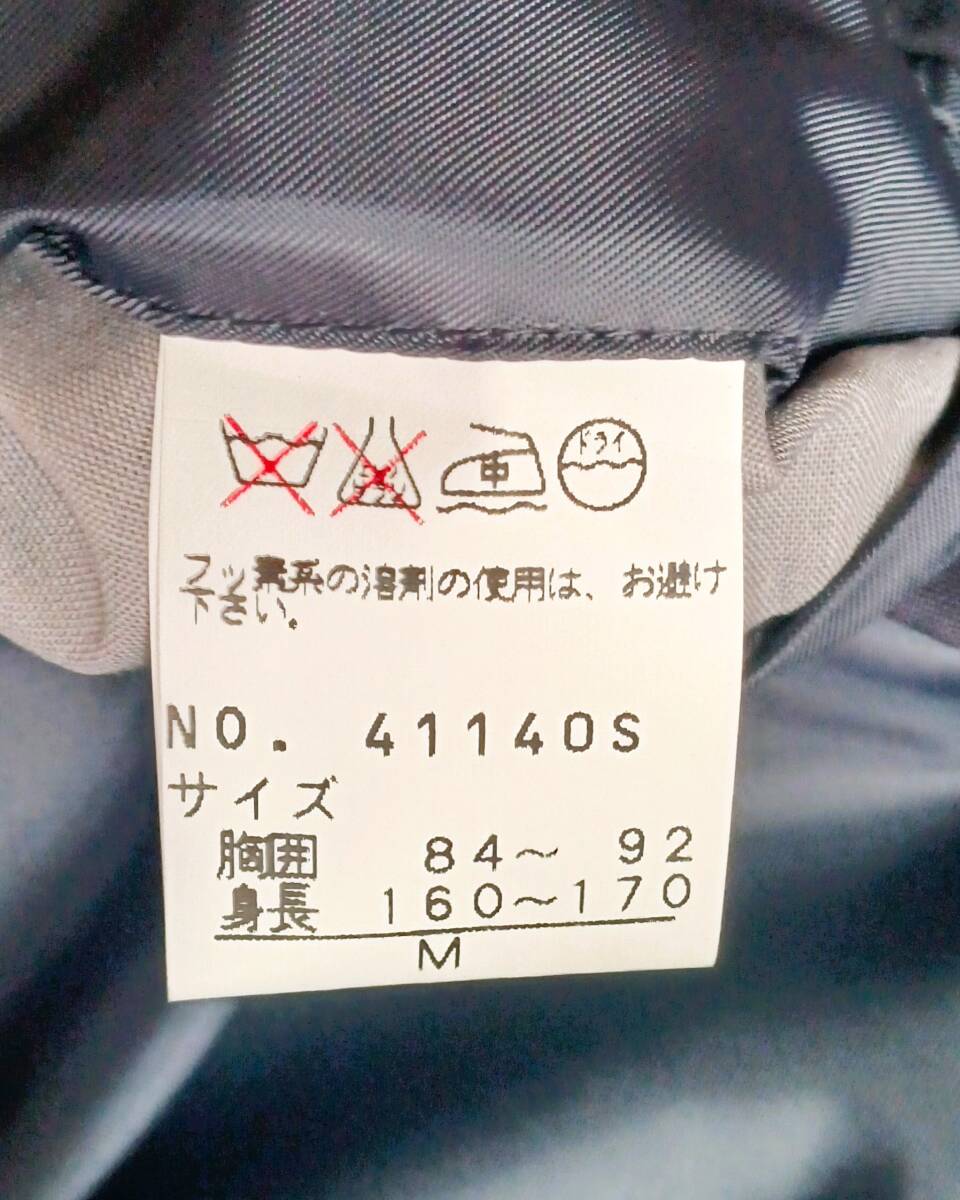 中 ドライ
フッ素系の溶剤の使用は、お避け
下さい。
NO. 41140S
サイズ
胸囲 84～ 92
身長 160～170
M